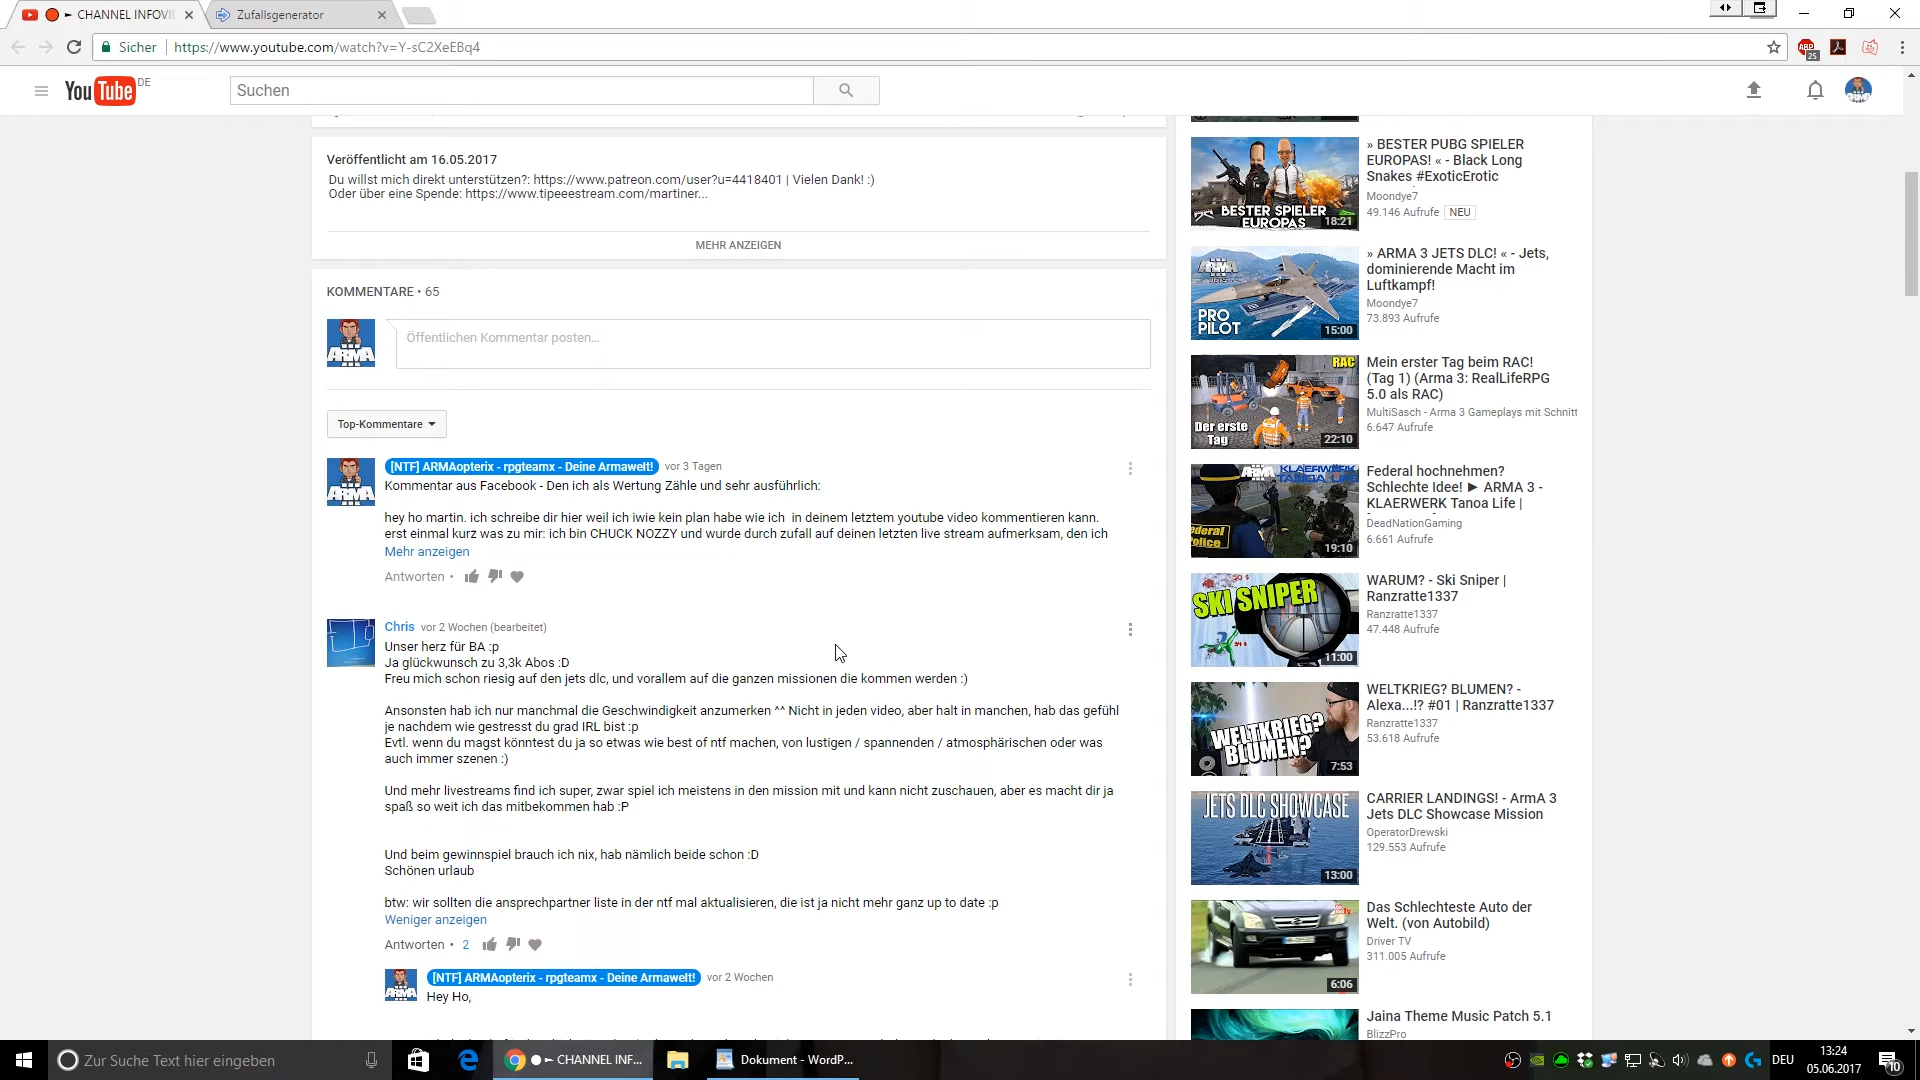 ► CHANNEL INFOVI
Zufallsgenerator
Sicher
https://www.youtube.com/watch?v=Y-sC2XeEBq4
ABP
25
YouTube DE
Suchen
Veröffentlicht am 16.05.2017
Du willst mich direkt unterstützen?: https://www.patreon.com/user?u=4418401 | Vielen Dank! :)
Oder über eine Spende: https://www.tipeeestream.com/martiner...
MEHR ANZEIGEN
KOMMENTARE • 65
ARMA
III
Öffentlichen Kommentar posten...
Top-Kommentare
ARMA
III
[NTF] ARMAopterix - rpgteamx - Deine Armawelt! vor 3 Tagen
Kommentar aus Facebook - Den ich als Wertung Zähle und sehr ausführlich:
hey ho martin. ich schreibe dir hier weil ich iwie kein plan habe wie ich in deinem letztem youtube video kommentieren kann.
erst einmal kurz was zu mir: ich bin CHUCK NOZZY und wurde durch zufall auf deinen letzten live stream aufmerksam, den ich
Mehr anzeigen
Antworten •
Chris vor 2 Wochen (bearbeitet)
Unser herz für BA :p
Ja glückwunsch zu 3,3k Abos :D
Freu mich schon riesig auf den jets dlc, und vorallem auf die ganzen missionen die kommen werden :)
Ansonsten hab ich nur manchmal die Geschwindigkeit anzumerken ^^ Nicht in jeden video, aber halt in manchen, hab das gefühl
je nachdem wie gestresst du grad IRL bist :p
Evtl. wenn du magst könntest du ja so etwas wie best of ntf machen, von lustigen / spannenden / atmosphärischen oder was
auch immer szenen :)
Und mehr livestreams find ich super, zwar spiel ich meistens in den mission mit und kann nicht zuschauen, aber es macht dir ja
spaß so weit ich das mitbekommen hab :P
Und beim gewinnspiel brauch ich nix, hab nämlich beide schon :D
Schönen urlaub
btw: wir sollten die ansprechpartner liste in der ntf mal aktualisieren, die ist ja nicht mehr ganz up to date :p
Weniger anzeigen
Antworten • 2
ARMA
[NTF] ARMAopterix - rpgteamx - Deine Armawelt! vor 2 Wochen
Hey Ho,
BESTER SPIELER
EUROPAS
18:21
» BESTER PUBG SPIELER
EUROPAS! « - Black Long
Snakes #ExoticErotic
Moondye7
49.146 Aufrufe NEU
ARMA
III
PRO
PILOT
15:00
» ARMA 3 JETS DLC! « - Jets,
dominierende Macht im
Luftkampf!
Moondye7
73.893 Aufrufe
RAC
Der erste
Tag
22:10
Mein erster Tag beim RAC!
(Tag 1) (Arma 3: RealLifeRPG
5.0 als RAC)
MultiSasch - Arma 3 Gameplays mit Schnitt
6.647 Aufrufe
ARMA
KLAERWERK
TANOA LIFE
Federal
Police
19:10
Federal hochnehmen?
Schlechte Idee! ► ARMA 3 -
KLAERWERK Tanoa Life |
DeadNationGaming
6.661 Aufrufe
SKI SNIPER
11:00
WARUM? - Ski Sniper |
Ranzratte1337
Ranzratte1337
47.448 Aufrufe
WELTKRIEG?
BLUMEN?
7:53
WELTKRIEG? BLUMEN? -
Alexa...!? #01 | Ranzratte1337
Ranzratte1337
53.618 Aufrufe
JETS DLC SHOWCASE
13:00
CARRIER LANDINGS! - ArmA 3
Jets DLC Showcase Mission
OperatorDrewski
129.553 Aufrufe
6:06
Das Schlechteste Auto der
Welt. (von Autobild)
Driver TV
311.005 Aufrufe
Jaina Theme Music Patch 5.1
BlizzPro
Zur Suche Text hier eingeben
► CHANNEL INF...
Dokument - WordP...
DEU
13:24
05.06.2017
10